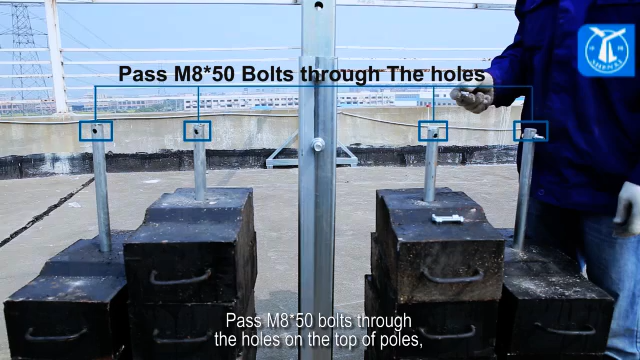 Pass M8*50 Bolts through The holes
Pass M8*50 bolts through
the holes on the top of poles,